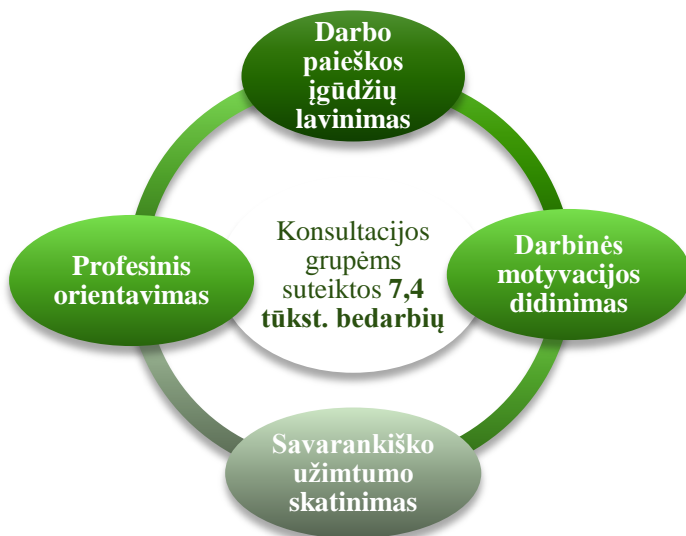 Darbo
paieškos
įgūdžių
lavinimas
Konsultacijos
grupėms
suteiktos 7,4
tūkst. bedarbių
Profesinis
orientavimas
Darbinės
motyvacijos
didinimas
Savarankiško
užimtumo
skatinimas